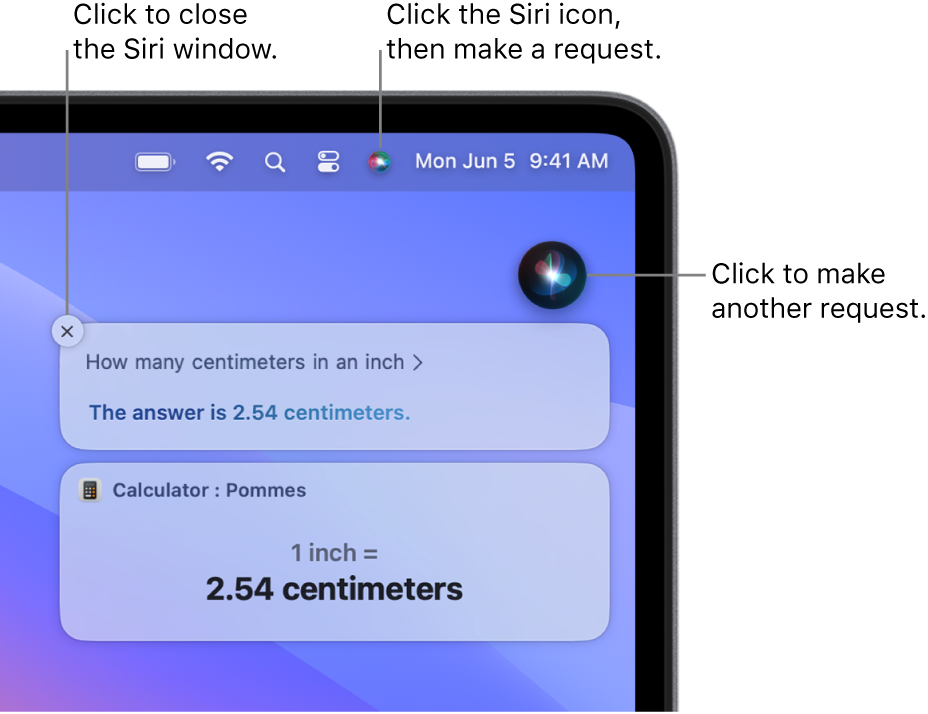 Click to close
the Siri window.
Click the Siri icon,
then make a request.
Mon Jun 5 9:41 AM
Click to make
another request.
How many centimeters in an inch >
The answer is 2.54 centimeters.
Calculator : Pommes
1 inch =
2.54 centimeters